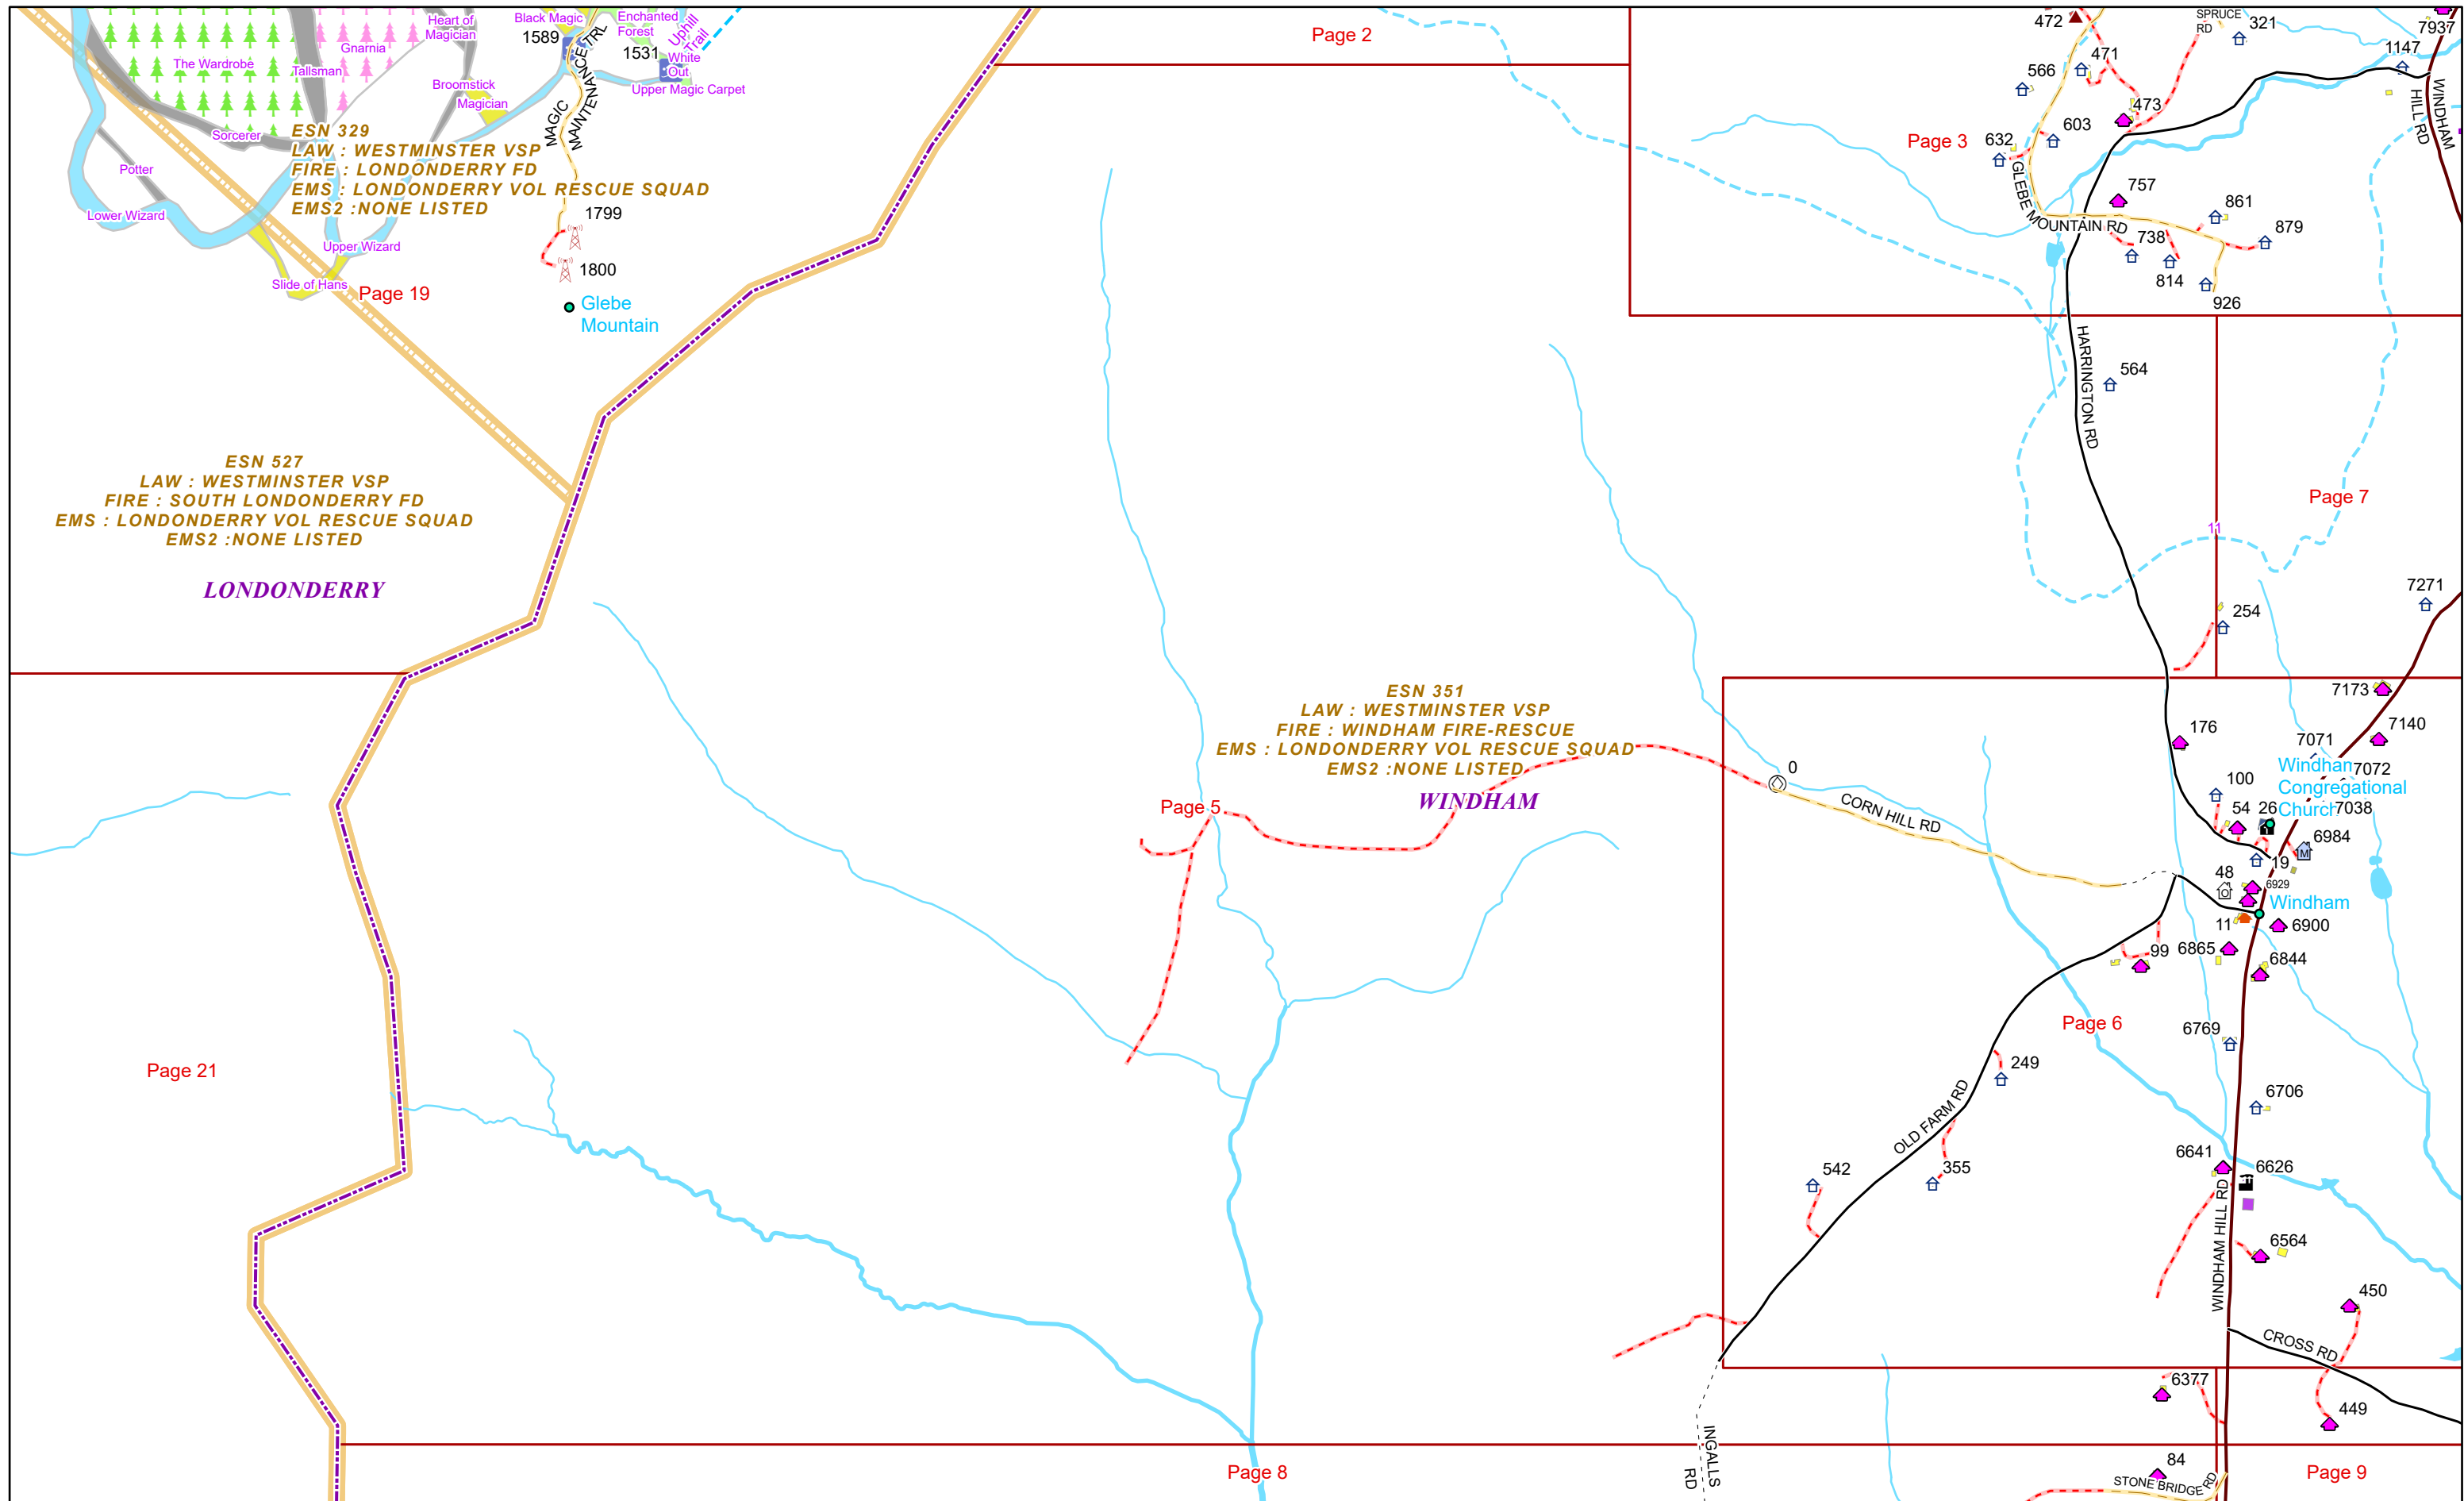 Heart of
Magician
Gnarnia
The Wardrobe
Tallsman
Broomstick
Magician
Sorcerer
Potter
Lower Wizard
Upper Wizard
Slide of Hans
Black Magic
Enchanted
Forest
Uphill
Trail
White
Out
Upper Magic Carpet
1589
1531
MAGIC
MAINTENANCE TRL
1799
1800
Glebe
Mountain
ESN 329
LAW : WESTMINSTER VSP
FIRE : LONDONDERRY FD
EMS : LONDONDERRY VOL RESCUE SQUAD
EMS2 :NONE LISTED
Page 19
ESN 527
LAW : WESTMINSTER VSP
FIRE : SOUTH LONDONDERRY FD
EMS : LONDONDERRY VOL RESCUE SQUAD
EMS2 :NONE LISTED
LONDONDERRY
Page 21
Page 2
Page 3
472
471
SPRUCE
RD
321
7937
1147
566
473
603
632
WINDHAM
HILL RD
GLEBE MOUNTAIN RD
757
861
879
738
814
926
HARRINGTON RD
564
Page 7
11
254
7271
ESN 351
LAW : WESTMINSTER VSP
FIRE : WINDHAM FIRE-RESCUE
EMS : LONDONDERRY VOL RESCUE SQUAD
EMS2 :NONE LISTED
WINDHAM
Page 5
0
CORN HILL RD
7173
7140
176
7071
7072
Windhan
Congregational
Church
100
54
26
7038
6984
M
19
48
O
6929
Windham
11
6900
99
6865
6844
Page 6
6769
249
6706
OLD FARM RD
355
542
6641
6626
WINDHAM HILL RD
6564
450
CROSS RD
6377
449
INGALLS
RD
84
STONE BRIDGE RD
Page 8
Page 9